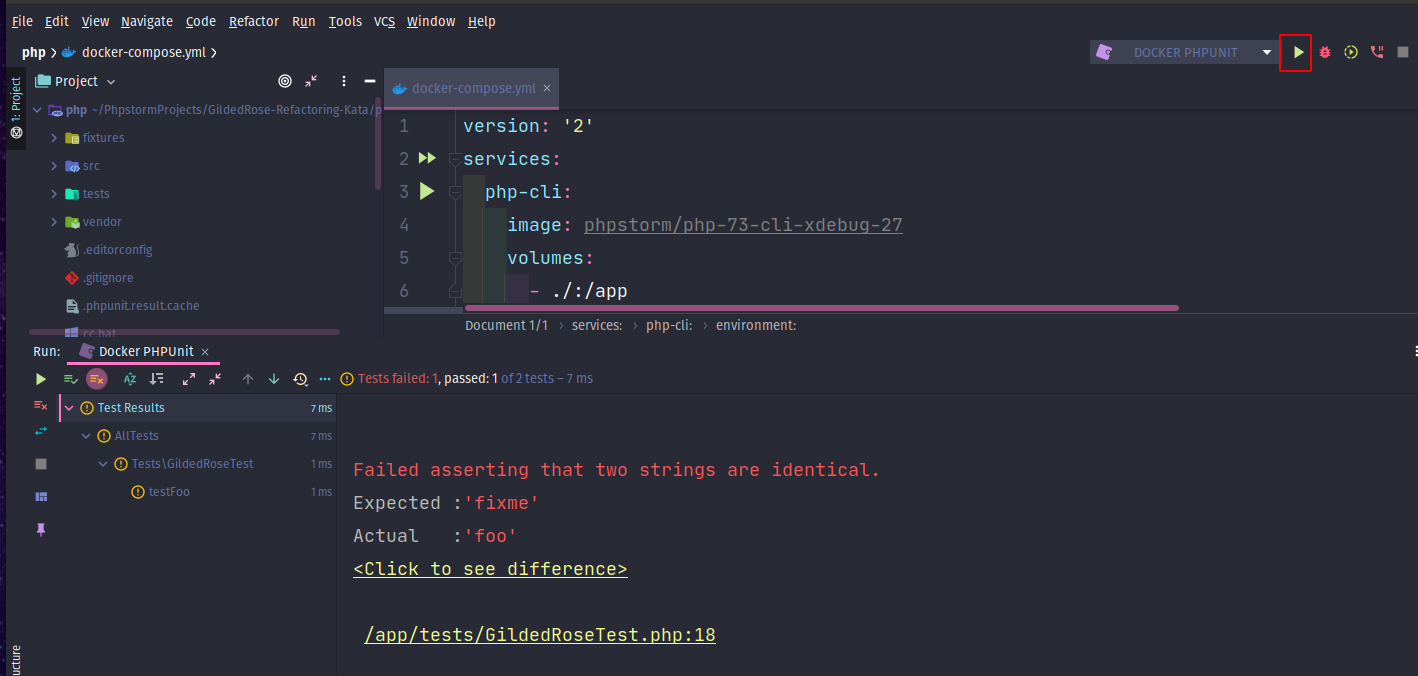 File Edit View Navigate Code Refactor Run Tools VCS Window Help
php docker-compose.yml
DOCKER PHPUNIT
1: Project
Project
docker-compose.yml
php ~/PhpstormProjects/GildedRose-Refactoring-Kata/p
fixtures
src
tests
vendor
.editorconfig
.gitignore
.phpunit.result.cache
cc.bat
1 version: '2'
2 services:
3 php-cli:
4 image: phpstorm/php-73-cli-xdebug-27
5 volumes:
6 - ./:/app
Document 1/1 › services: › php-cli: › environment:
Run: Docker PHPUnit
Tests failed: 1, passed: 1 of 2 tests – 7 ms
Test Results 7 ms
AllTests 7 ms
Tests\GildedRoseTest 1 ms
testFoo 1 ms
Failed asserting that two strings are identical.
Expected :'fixme'
Actual   :'foo'
<Click to see difference>
/app/tests/GildedRoseTest.php:18
ucture